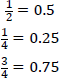 1/2 = 0.5
1/4 = 0.25
3/4 = 0.75